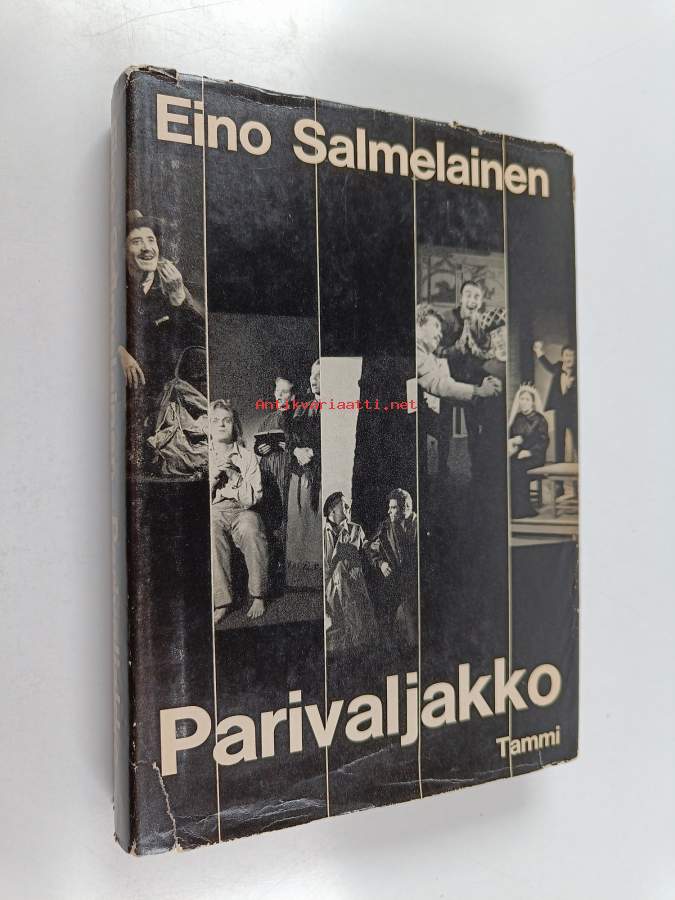 Eino Salmelainen
Antikvariaatti.net
Parivaljakko
Tammi